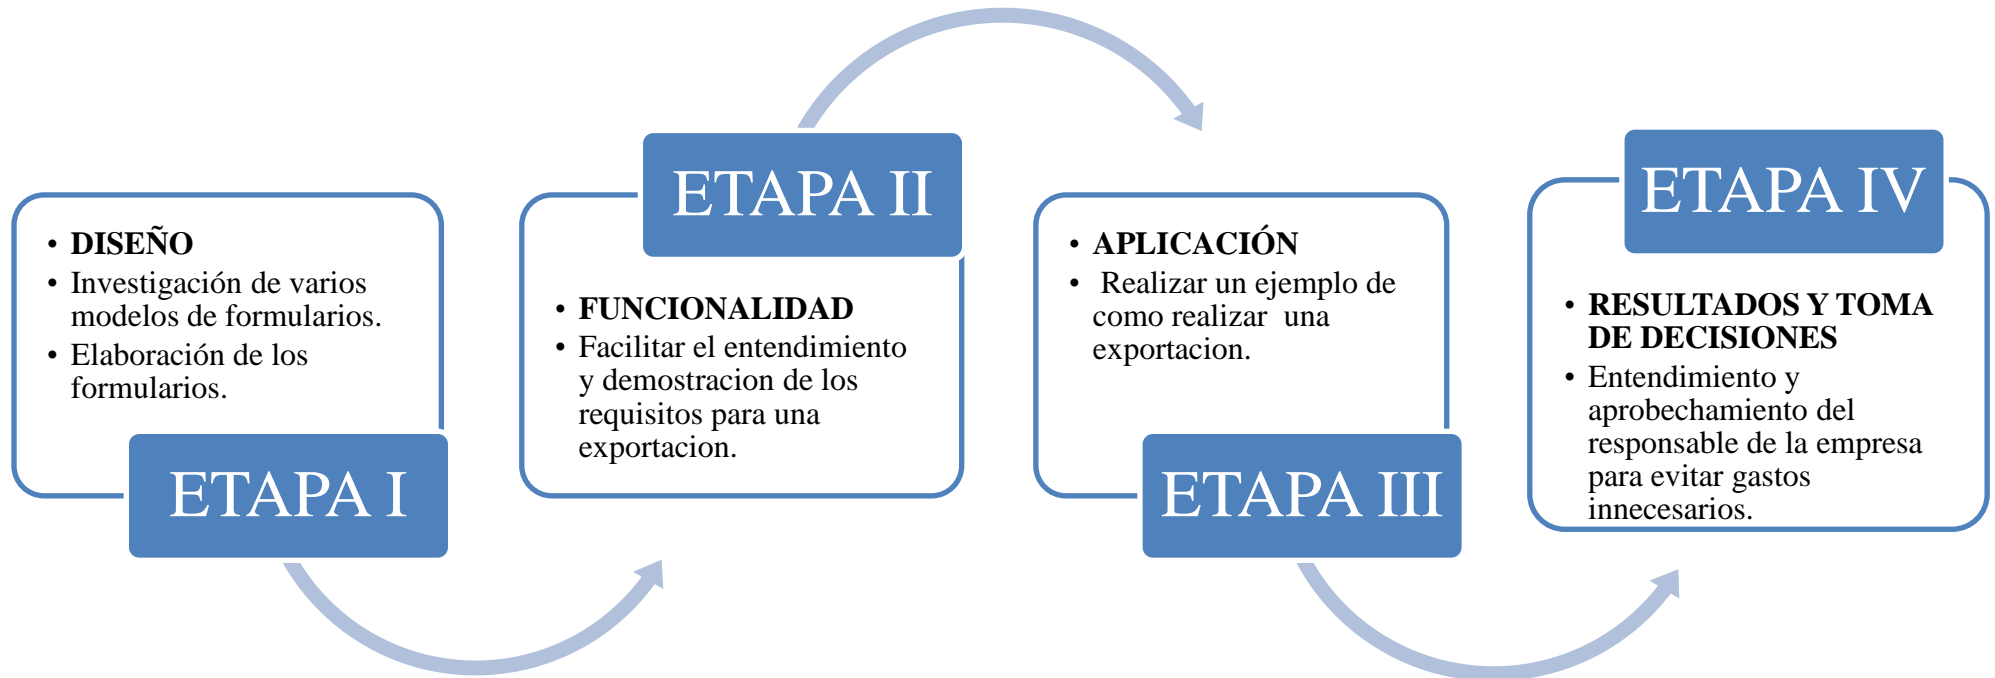 • DISEÑO
• Investigación de varios
modelos de formularios.
• Elaboración de los
formularios.
ETAPA I
ETAPA II
• FUNCIONALIDAD
• Facilitar el entendimiento
y demostracion de los
requisitos para una
exportacion.
• APLICACIÓN
• Realizar un ejemplo de
como realizar una
exportacion.
ETAPA III
ETAPA IV
• RESULTADOS Y TOMA
DE DECISIONES
• Entendimiento y
aprobechamiento del
responsable de la empresa
para evitar gastos
innecesarios.